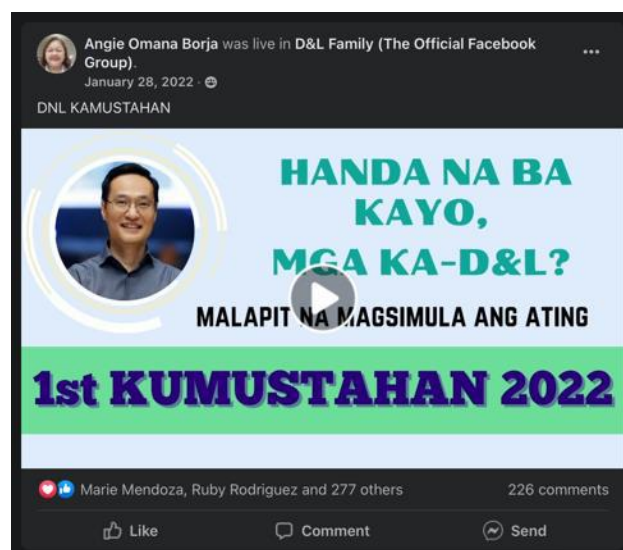 Angie Omana Borja was live in D&L Family (The Official Facebook
Group).
January 28, 2022 ·
DNL KAMUSTAHAN
HANDA NA BA
KAYO,
MGA KA-D&L?
MALAPIT NA MAGSIMULA ANG ATING
1st KUMUSTAHAN 2022
Marie Mendoza, Ruby Rodriguez and 277 others 226 comments
Like Comment Send